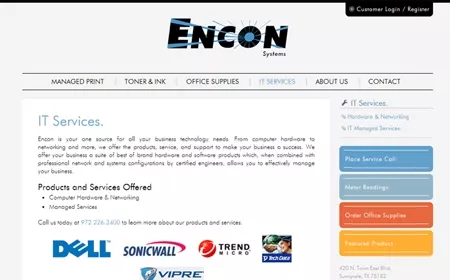 Customer Login / Register
ENCON
Systems
MANAGED PRINT
TONER & INK
OFFICE SUPPLIES
IT SERVICES
ABOUT US
CONTACT
IT Services.
Encon is your one source for all your business technology needs. From computer hardware to
networking and more, we offer the products, service, and support to make your business a success. We
offer your business a suite of best of brand hardware and software products which, when combined with
professional network and systems configurations by certified engineers, allows you to effectively manage
your business.
Products and Services Offered
• Computer Hardware & Networking
• Managed Services
Call us today at 972-226-3400 to learn more about our products and services.
DELL
SONICWALL
TREND
MICRO
Tech Data
VIPRE
IT Services.
Hardware & Networking
IT Managed Services
Place Service Call
Meter Readings
Order Office Supplies
Featured Product
420 N. Town East Blvd.
Sunnyvale, TX 75182